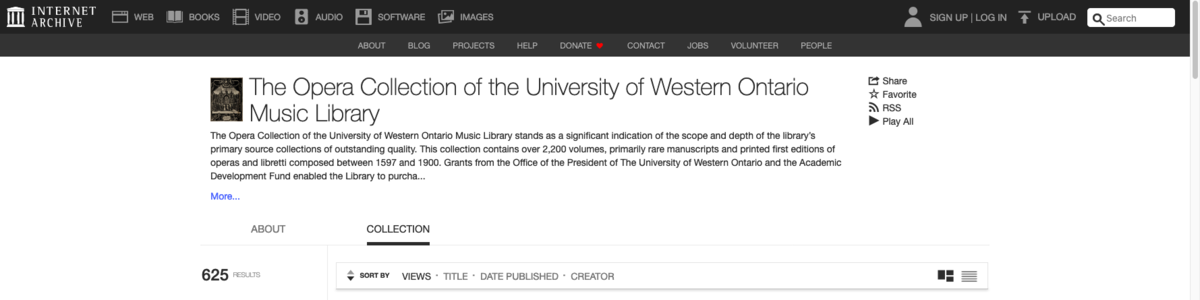 INTERNET ARCHIVE WEB BOOKS VIDEO AUDIO SOFTWARE IMAGES SIGN UP | LOG IN UPLOAD Search
ABOUT BLOG PROJECTS HELP DONATE CONTACT JOBS VOLUNTEER PEOPLE
The Opera Collection of the University of Western Ontario
Music Library
Share
Favorite
RSS
Play All
The Opera Collection of the University of Western Ontario Music Library stands as a significant indication of the scope and depth of the library's
primary source collections of outstanding quality. This collection contains over 2,200 volumes, primarily rare manuscripts and printed first editions of
operas and libretti composed between 1597 and 1900. Grants from the Office of the President of The University of Western Ontario and the Academic
Development Fund enabled the Library to purcha...
More...
ABOUT COLLECTION
625 RESULTS
SORT BY VIEWS · TITLE · DATE PUBLISHED · CREATOR